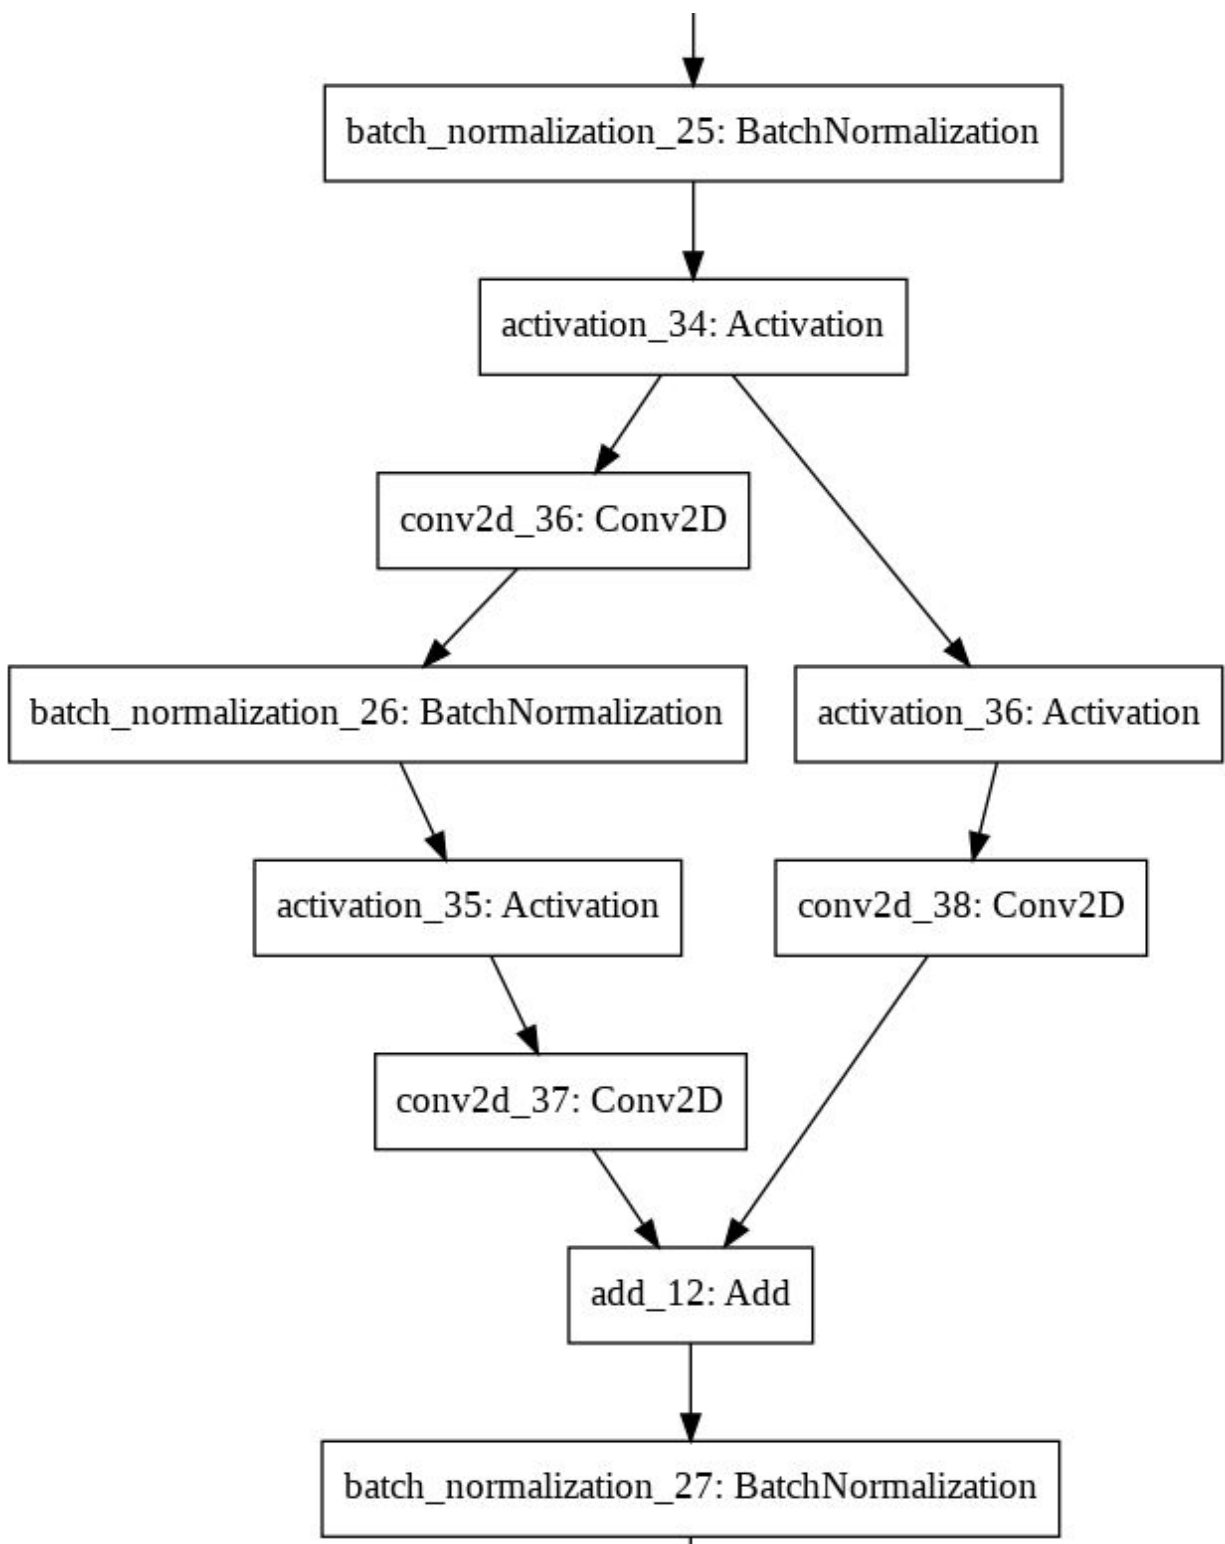 batch_normalization_25: BatchNormalization
activation_34: Activation
conv2d_36: Conv2D
batch_normalization_26: BatchNormalization
activation_36: Activation
activation_35: Activation
conv2d_38: Conv2D
conv2d_37: Conv2D
add_12: Add
batch_normalization_27: BatchNormalization